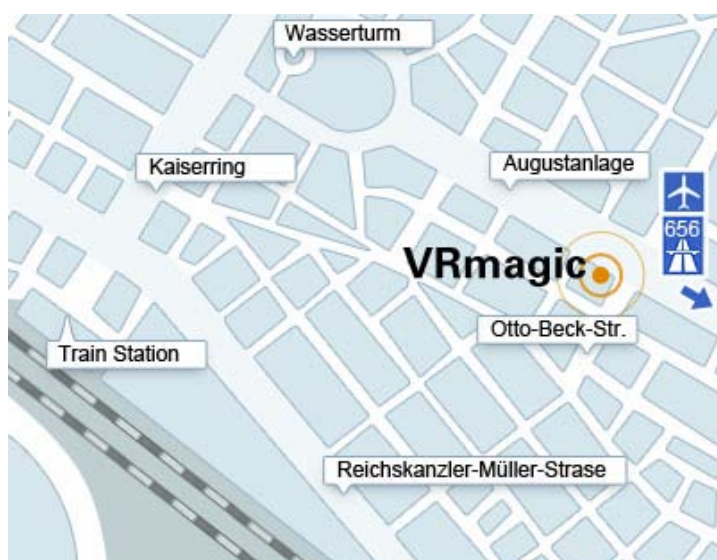 Wasserturm
Kaiserring
Augustanlage
656
VRmagic
Otto-Beck-Str.
Train Station
Reichskanzler-Müller-Strase